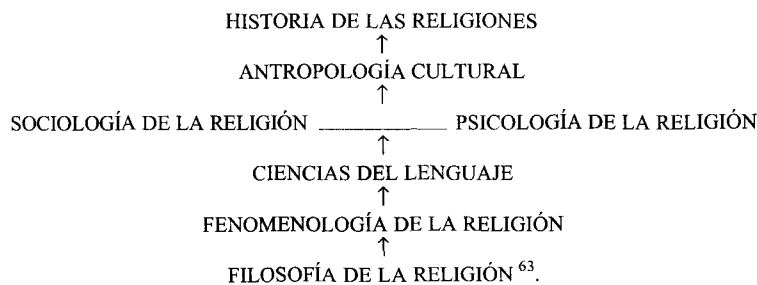 HISTORIA DE LAS RELIGIONES
↑
ANTROPOLOGÍA CULTURAL
↑
SOCIOLOGÍA DE LA RELIGIÓN ____________ PSICOLOGÍA DE LA RELIGIÓN
↑
CIENCIAS DEL LENGUAJE
↑
FENOMENOLOGÍA DE LA RELIGIÓN
↑
FILOSOFÍA DE LA RELIGIÓN 63.